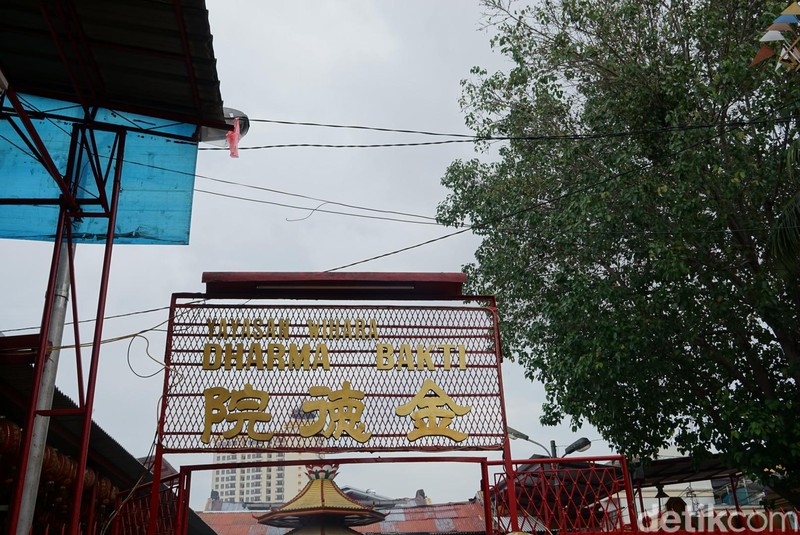 YAYASAN WIHARA
DHARMA BAKTI
院德金
detikcom